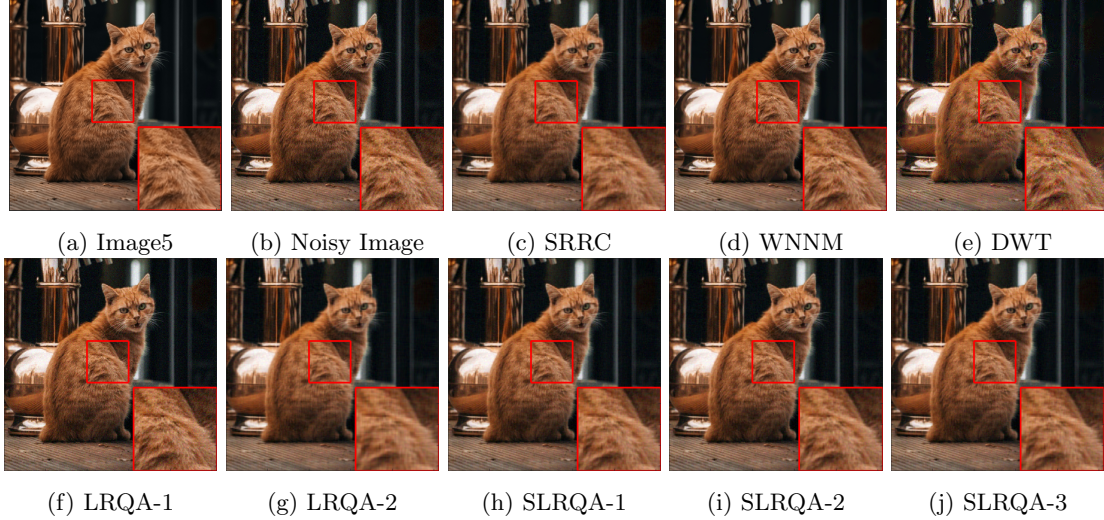 (a) Image5 (b) Noisy Image (c) SRRC (d) WNNM (e) DWT
(f) LRQA-1 (g) LRQA-2 (h) SLRQA-1 (i) SLRQA-2 (j) SLRQA-3